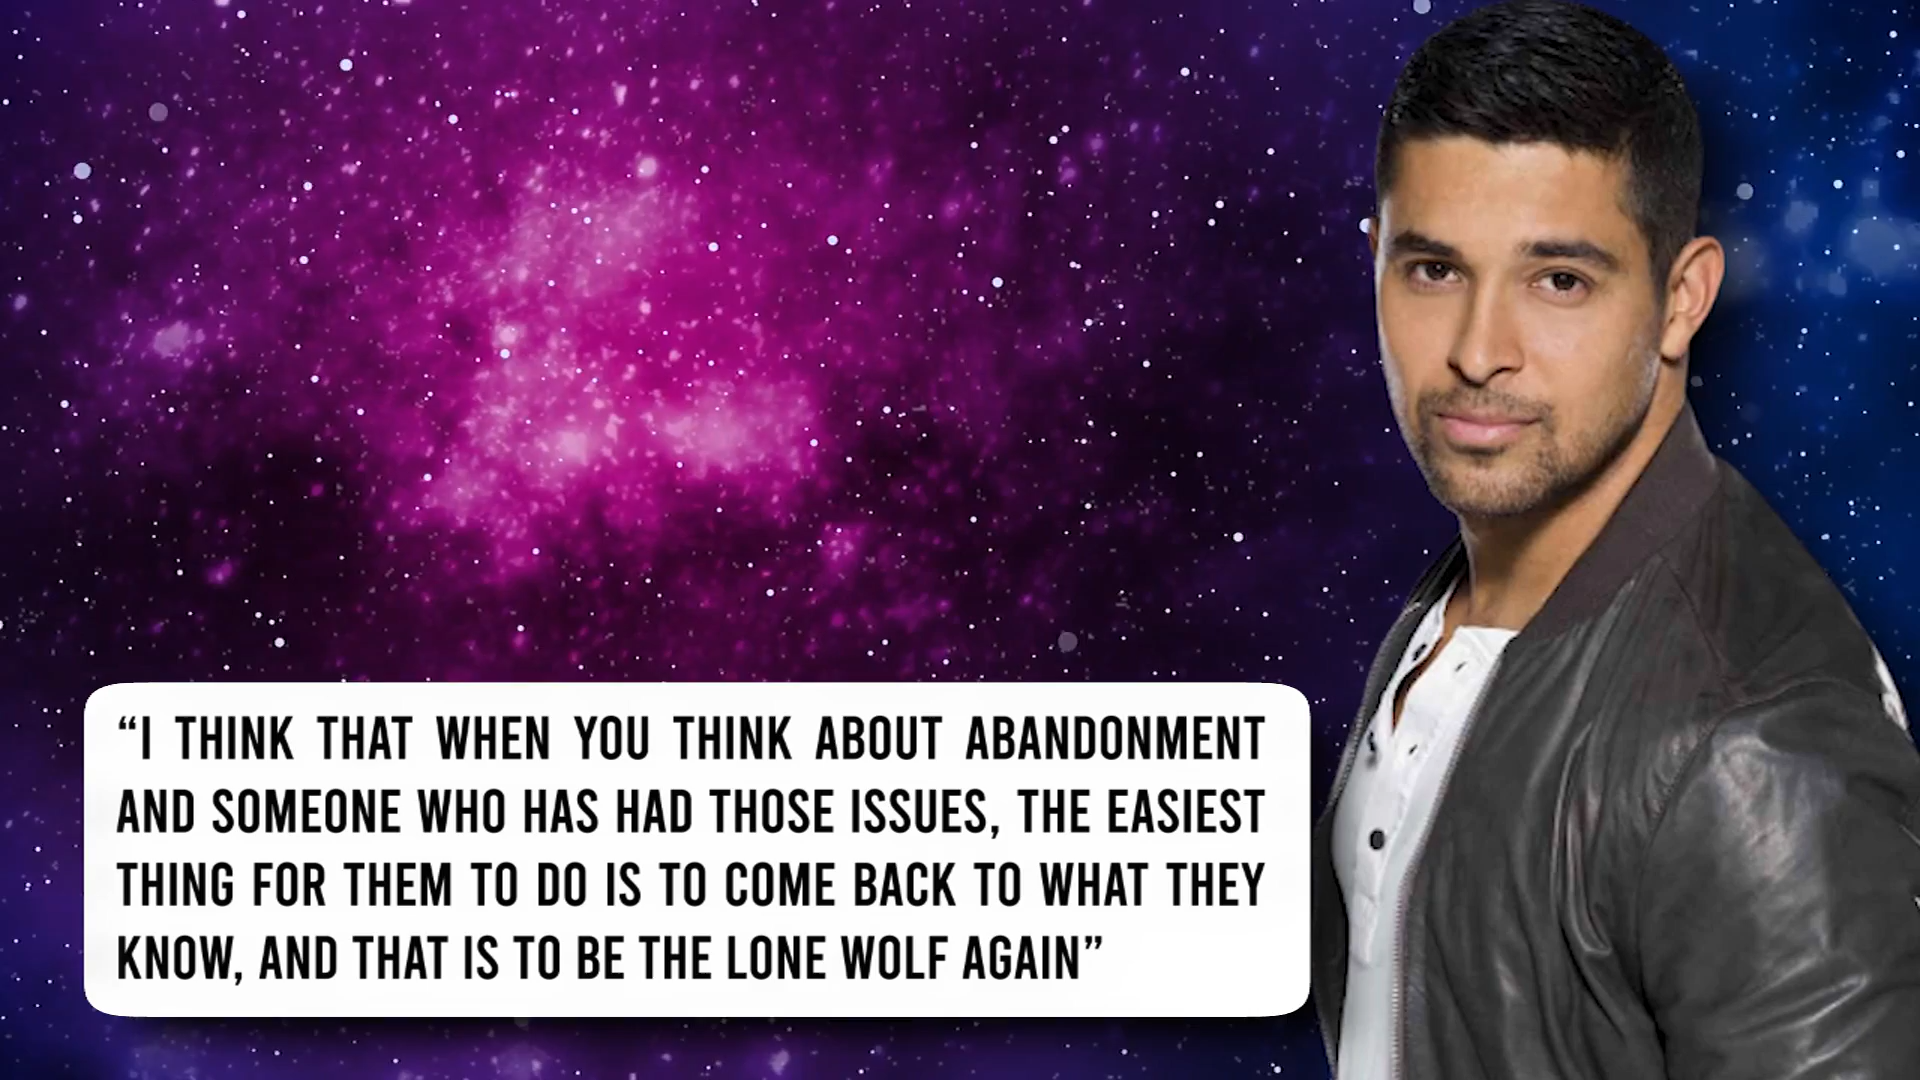 “I THINK THAT WHEN YOU THINK ABOUT ABANDONMENT
AND SOMEONE WHO HAS HAD THOSE ISSUES, THE EASIEST
THING FOR THEM TO DO IS TO COME BACK TO WHAT THEY
KNOW, AND THAT IS TO BE THE LONE WOLF AGAIN”